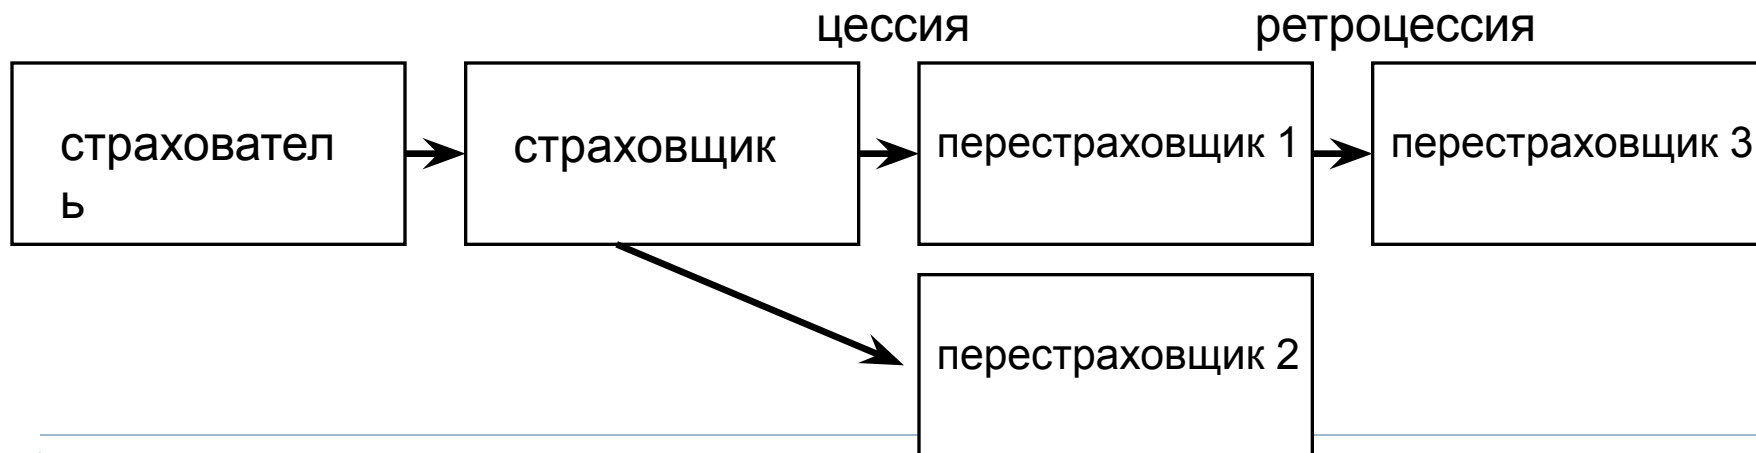 цессия
ретроцессия
страховател
ь
страховщик
перестраховщик 1
перестраховщик 3
перестраховщик 2